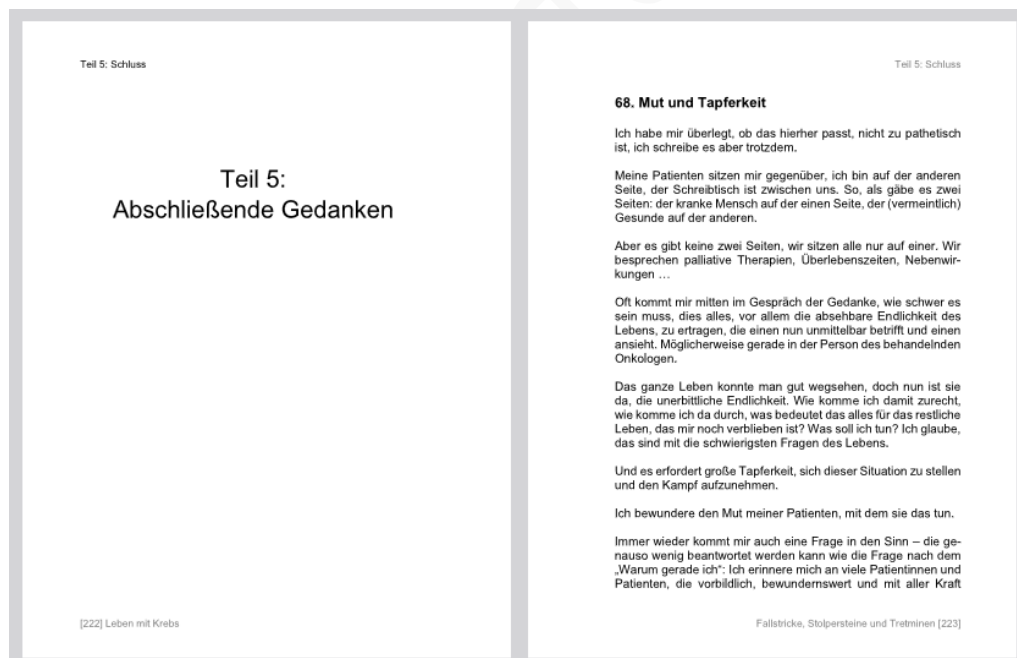 Teil 5: Schluss
Teil 5:
Abschließende Gedanken
[222] Leben mit Krebs
Teil 5: Schluss
68. Mut und Tapferkeit
Ich habe mir überlegt, ob das hierher passt, nicht zu pathetisch
ist, ich schreibe es aber trotzdem.
Meine Patienten sitzen mir gegenüber, ich bin auf der anderen
Seite, der Schreibtisch ist zwischen uns. So, als gäbe es zwei
Seiten: der kranke Mensch auf der einen Seite, der (vermeintlich)
Gesunde auf der anderen.
Aber es gibt keine zwei Seiten, wir sitzen alle nur auf einer. Wir
besprechen palliative Therapien, Überlebenszeiten, Nebenwir-
kungen …
Oft kommt mir mitten im Gespräch der Gedanke, wie schwer es
sein muss, dies alles, vor allem die absehbare Endlichkeit des
Lebens, zu ertragen, die einen nun unmittelbar betrifft und einen
ansieht. Möglicherweise gerade in der Person des behandelnden
Onkologen.
Das ganze Leben konnte man gut wegsehen, doch nun ist sie
da, die unerbittliche Endlichkeit. Wie komme ich damit zurecht,
wie komme ich da durch, was bedeutet das alles für das restliche
Leben, das mir noch verblieben ist? Was soll ich tun? Ich glaube,
das sind mit die schwierigsten Fragen des Lebens.
Und es erfordert große Tapferkeit, sich dieser Situation zu stellen
und den Kampf aufzunehmen.
Ich bewundere den Mut meiner Patienten, mit dem sie das tun.
Immer wieder kommt mir auch eine Frage in den Sinn – die ge-
nauso wenig beantwortet werden kann wie die Frage nach dem
„Warum gerade ich“: Ich erinnere mich an viele Patientinnen und
Patienten, die vorbildlich, bewundernswert und mit aller Kraft
Fallstricke, Stolpersteine und Tretminen [223]